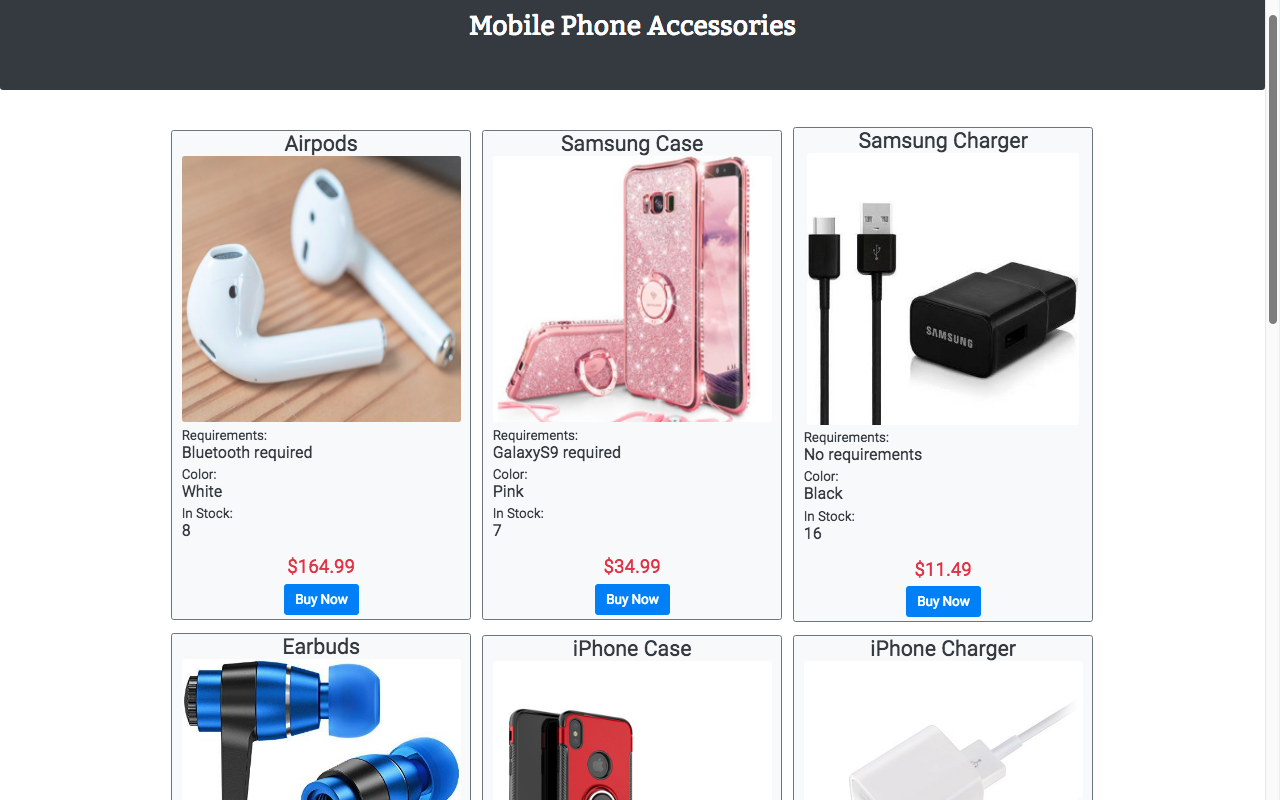 Mobile Phone Accessories
Airpods
Requirements:
Bluetooth required
Color:
White
In Stock:
8
$164.99
Buy Now
Samsung Case
Requirements:
GalaxyS9 required
Color:
Pink
In Stock:
7
$34.99
Buy Now
Samsung Charger
SAMSUNG
Requirements:
No requirements
Color:
Black
In Stock:
16
$11.49
Buy Now
Earbuds
iPhone Case
iPhone Charger